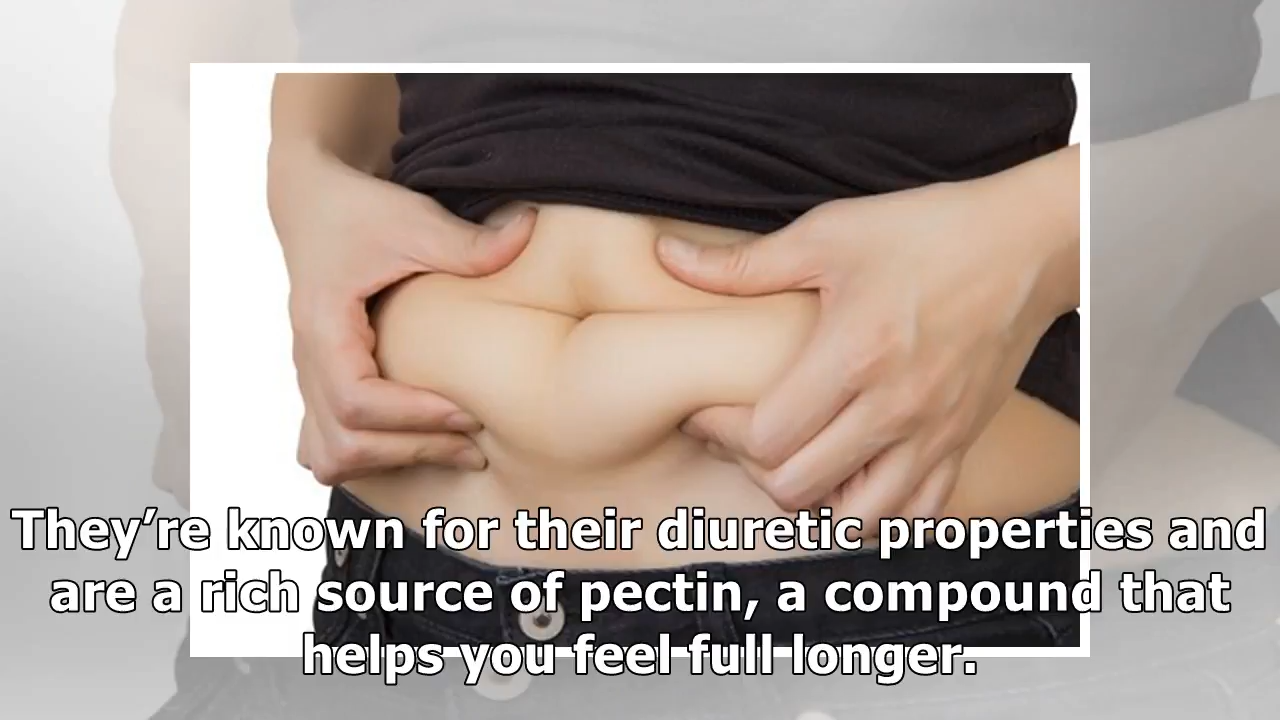 They’re known for their diuretic properties and
are a rich source of pectin, a compound that
helps you feel full longer.